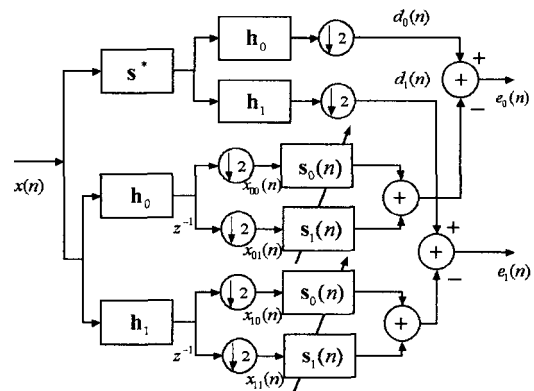 h₀ ↓2 d₀(n) +
s* + e₀(n)
h₁ ↓2 d₁(n) −
x(n) h₀ ↓2 x₀₀(n) s₀(n)
z⁻¹ ↓2 x₀₁(n) s₁(n) + +
+ e₁(n)
−
h₁ ↓2 x₁₀(n) s₀(n)
z⁻¹ ↓2 x₁₁(n) s₁(n) +